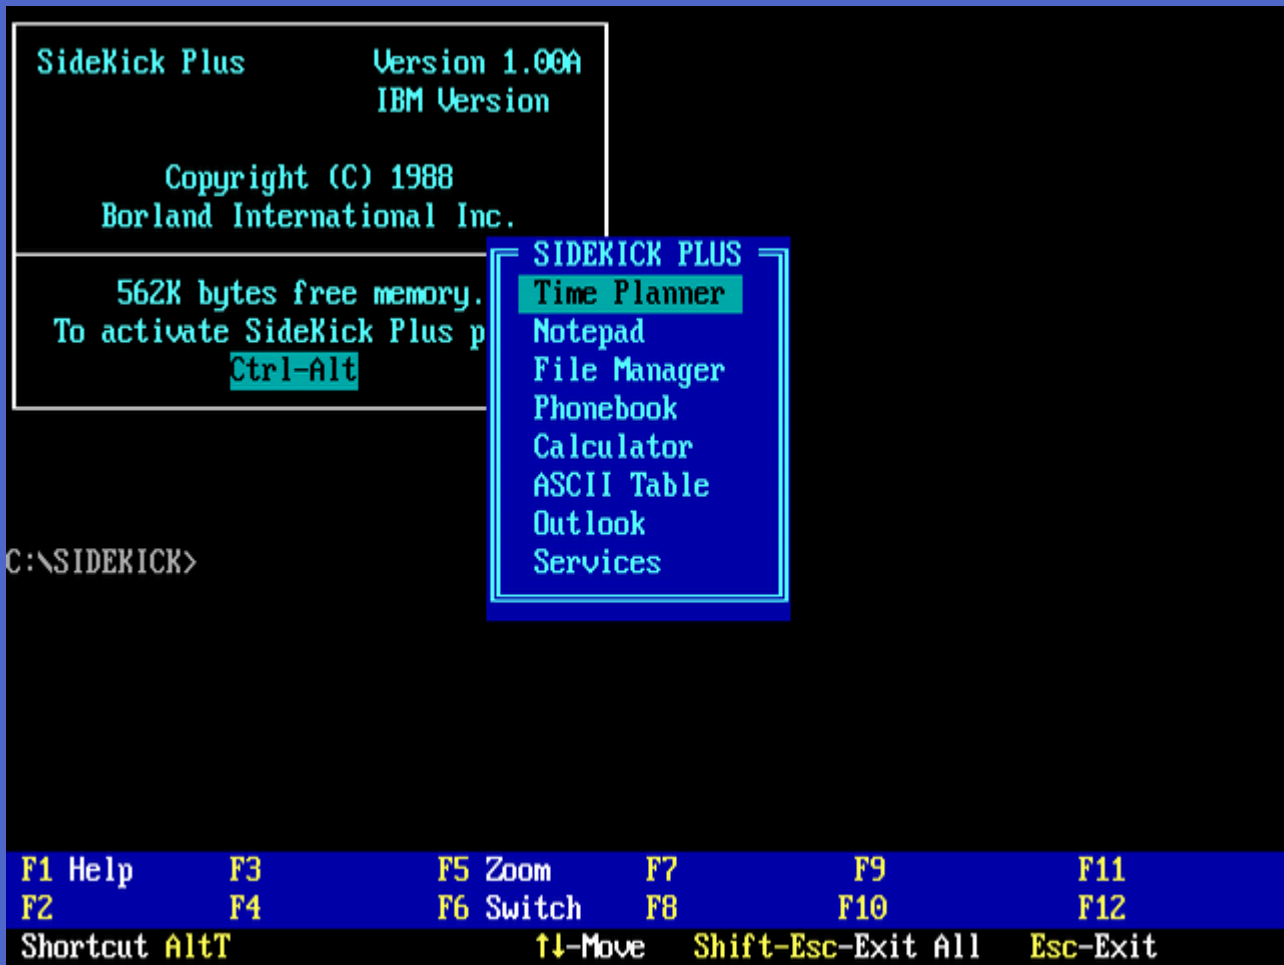 SideKick Plus Version 1.00A
IBM Version
Copyright (C) 1988
Borland International Inc.
562K bytes free memory.
To activate SideKick Plus p
Ctrl-Alt
SIDEKICK PLUS
Time Planner
Notepad
File Manager
Phonebook
Calculator
ASCII Table
Outlook
Services
C:\SIDEKICK>
F1 Help F3 F5 Zoom F7 F9 F11
F2 F4 F6 Switch F8 F10 F12
Shortcut AltT ↑↓-Move Shift-Esc-Exit All Esc-Exit